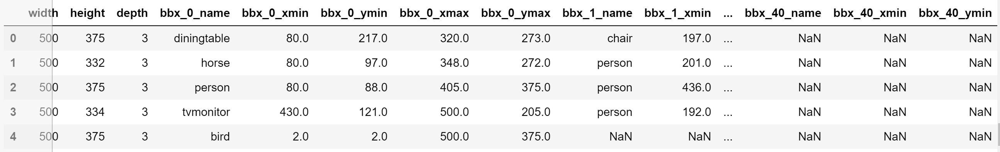 width height depth bbx_0_name bbx_0_xmin bbx_0_ymin bbx_0_xmax bbx_0_ymax bbx_1_name bbx_1_xmin ... bbx_40_name bbx_40_xmin bbx_40_ymin
0 500 375 3 diningtable 80.0 217.0 320.0 273.0 chair 197.0 ... NaN NaN NaN
1 500 332 3 horse 80.0 97.0 348.0 272.0 person 201.0 ... NaN NaN NaN
2 500 375 3 person 80.0 88.0 405.0 375.0 person 436.0 ... NaN NaN NaN
3 500 334 3 tvmonitor 430.0 121.0 500.0 205.0 person 192.0 ... NaN NaN NaN
4 500 375 3 bird 2.0 2.0 500.0 375.0 NaN NaN ... NaN NaN NaN